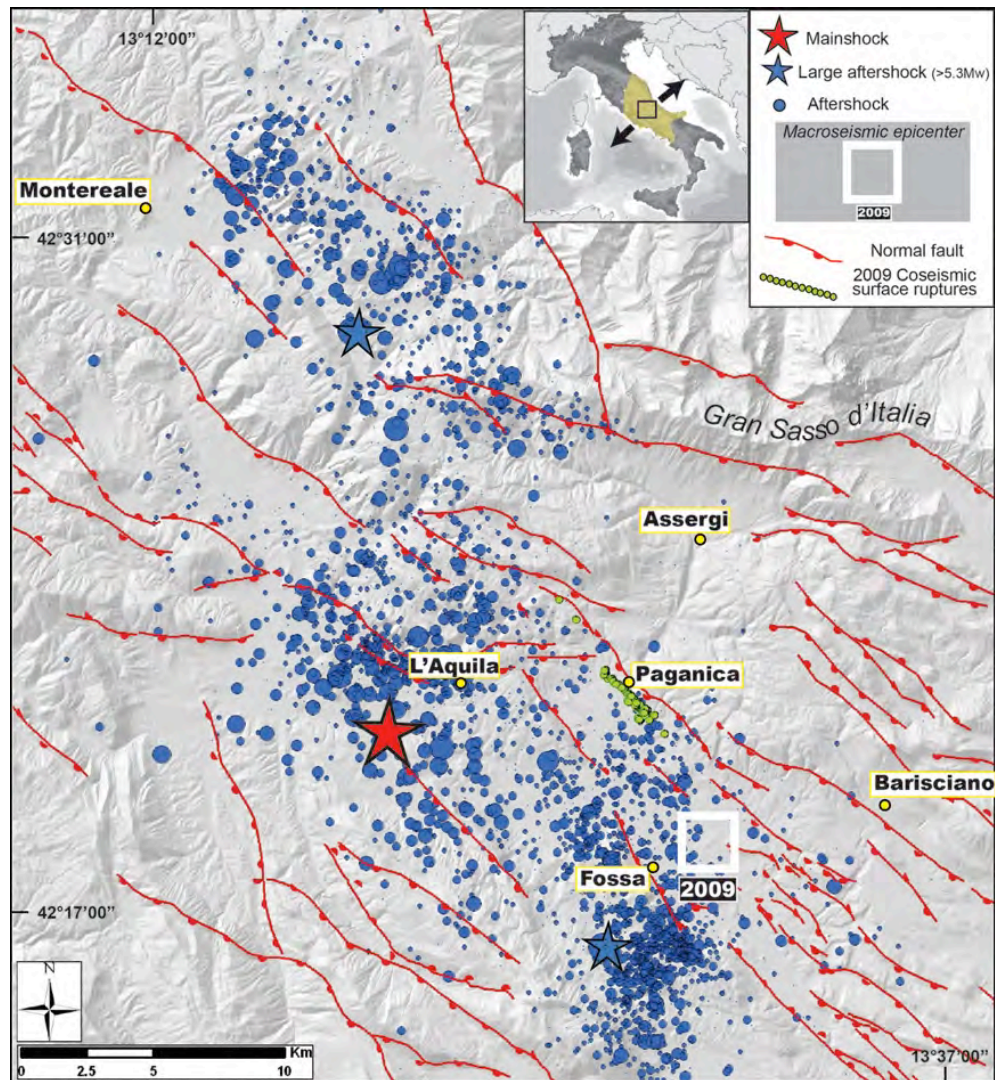 13°12'00"
Mainshock
Large aftershock (>5.3Mw)
Aftershock
Macroseismic epicenter
2009
Normal fault
2009 Coseismic
surface ruptures
Montereale
42°31'00"
Gran Sasso d'Italia
Assergi
L'Aquila
Paganica
Barisciano
Fossa
2009
42°17'00"
N
Km
0 2.5 5 10
13°37'00"